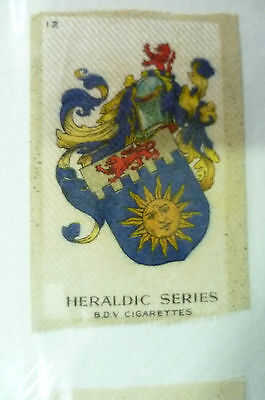 12
HERALDIC SERIES
B.D.V CIGARETTES